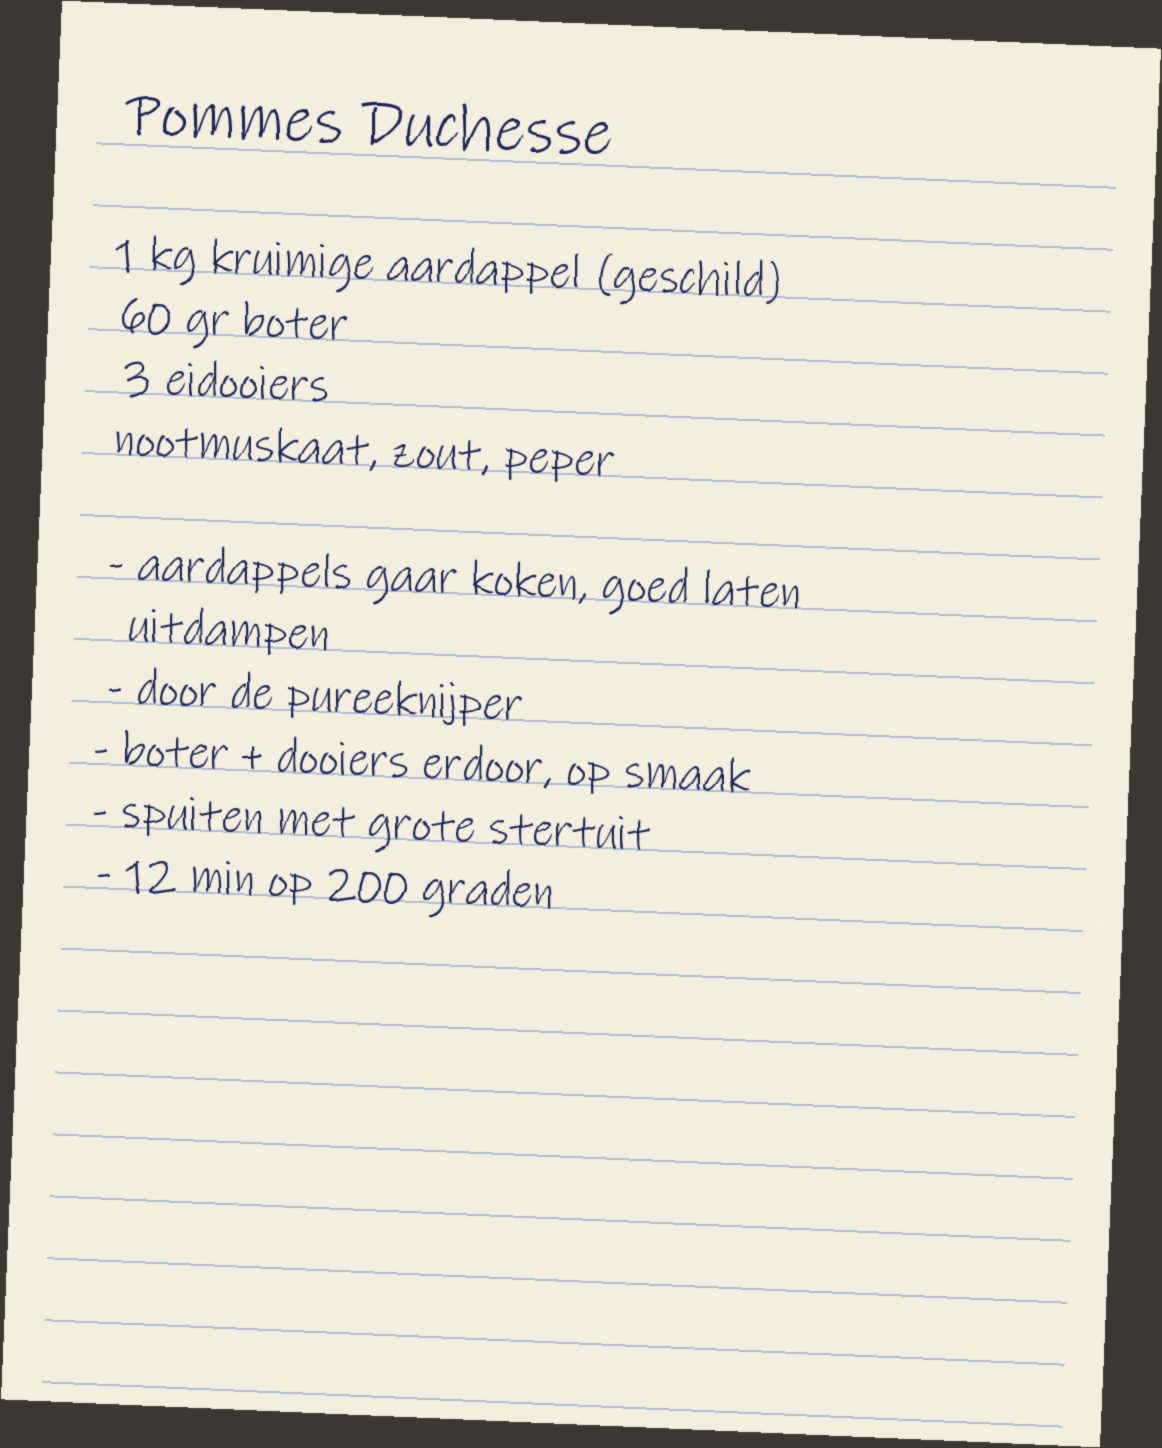 Pommes Duchesse
1 kg kruimige aardappel (geschild)
60 gr boter
3 eidooiers
nootmuskaat, zout, peper
- aardappels gaar koken, goed laten
uitdampen
- door de pureeknijper
- boter + dooiers erdoor, op smaak
- spuiten met grote stertuit
- 12 min op 200 graden